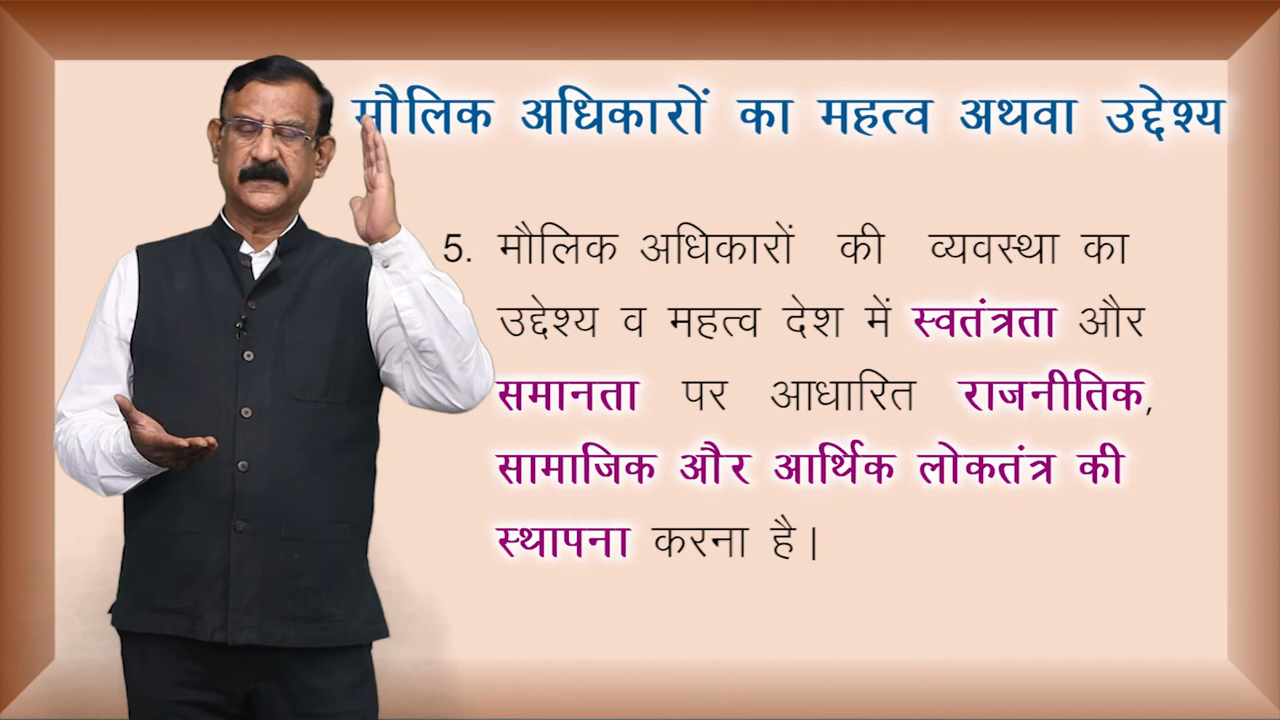 मौलिक अधिकारों का महत्व अथवा उद्देश्य
5. मौलिक अधिकारों की व्यवस्था का
उद्देश्य व महत्व देश में स्वतंत्रता और
समानता पर आधारित राजनीतिक,
सामाजिक और आर्थिक लोकतंत्र की
स्थापना करना है।